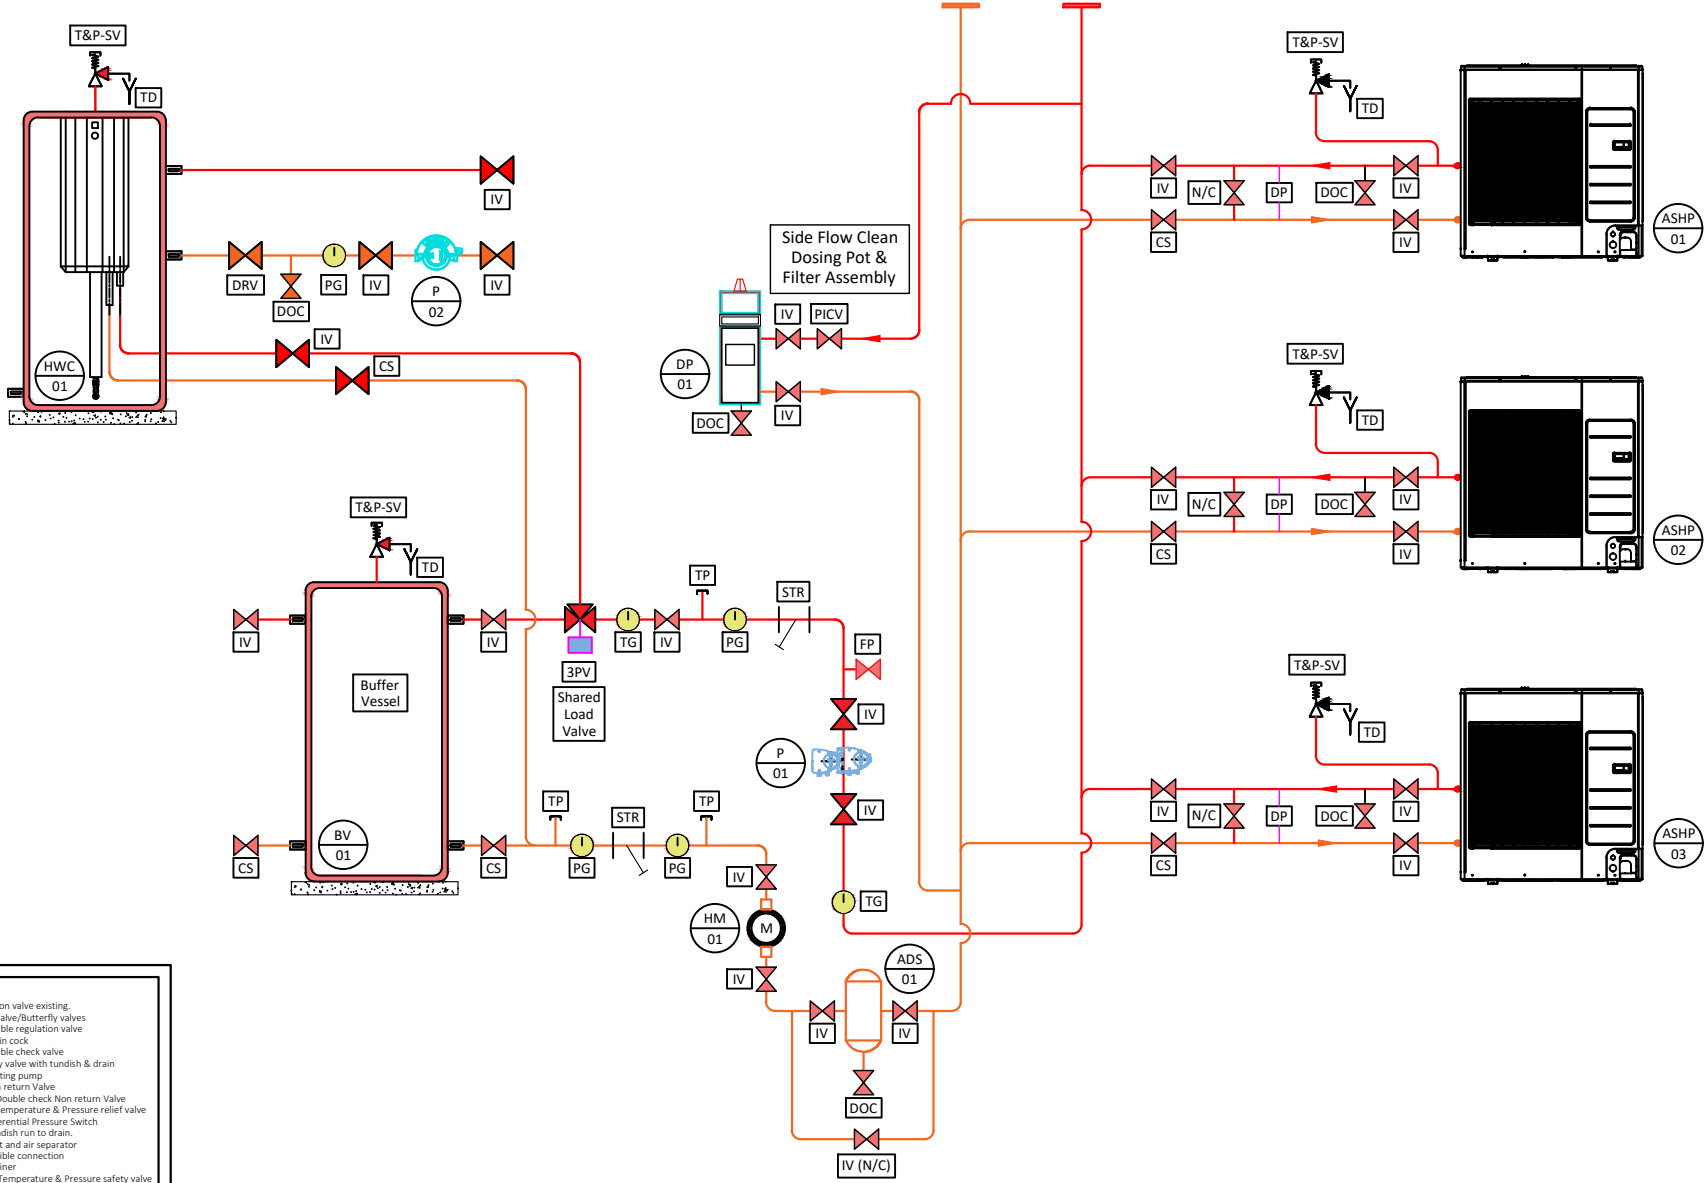 T&P-SV
TD
IV
DRV
DOC
PG
IV
P
02
IV
IV
CS
HWC
01
Side Flow Clean
Dosing Pot &
Filter Assembly
IV
PICV
DP
01
IV
DOC
T&P-SV
TD
IV
N/C
DP
DOC
IV
CS
IV
ASHP
01
T&P-SV
TD
IV
N/C
DP
DOC
IV
CS
IV
ASHP
02
T&P-SV
TD
IV
N/C
DP
DOC
IV
CS
IV
ASHP
03
T&P-SV
TD
IV
IV
Buffer
Vessel
BV
01
CS
CS
3PV
Shared
Load
Valve
TG
IV
TP
PG
STR
FP
IV
P
01
IV
TG
TP
PG
STR
PG
TP
IV
HM
01
M
IV
ADS
01
IV
IV
DOC
IV (N/C)
on valve existing.
alve/Butterfly valves
ble regulation valve
in cock
ble check valve
y valve with tundish & drain
ting pump
return Valve
Double check Non return Valve
Temperature & Pressure relief valve
erential Pressure Switch
dish run to drain.
t and air separator
ible connection
iner
Temperature & Pressure safety valve